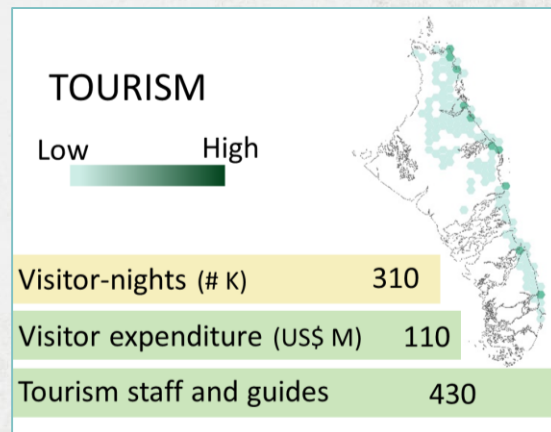 TOURISM
Low High
Visitor-nights (# K) 310
Visitor expenditure (US$ M) 110
Tourism staff and guides 430